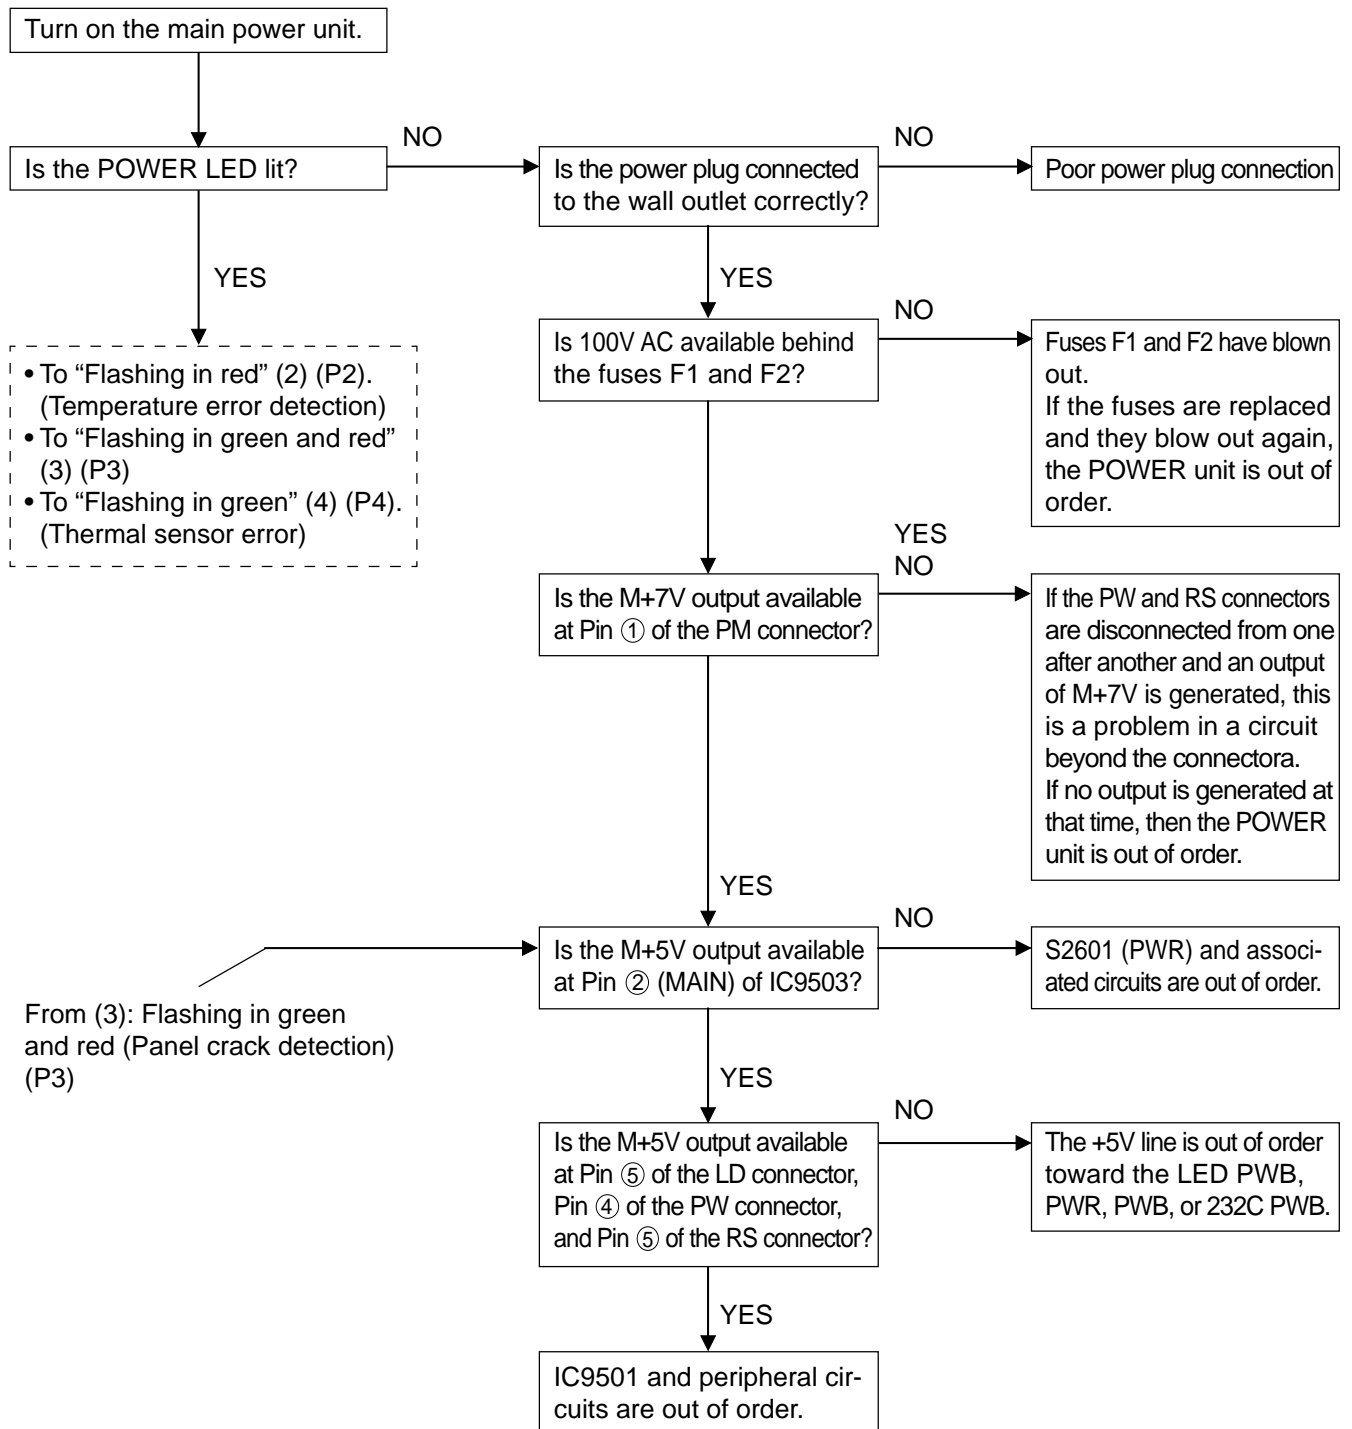 Turn on the main power unit.
NO
NO
Is the POWER LED lit?
Is the power plug connected
to the wall outlet correctly?
Poor power plug connection
YES
YES
NO
• To “Flashing in red” (2) (P2).
(Temperature error detection)
• To “Flashing in green and red”
(3) (P3)
• To “Flashing in green” (4) (P4).
(Thermal sensor error)
Is 100V AC available behind
the fuses F1 and F2?
Fuses F1 and F2 have blown
out.
If the fuses are replaced
and they blow out again,
the POWER unit is out of
order.
YES
NO
Is the M+7V output available
at Pin ① of the PM connector?
If the PW and RS connectors
are disconnected from one
after another and an output
of M+7V is generated, this
is a problem in a circuit
beyond the connectora.
If no output is generated at
that time, then the POWER
unit is out of order.
YES
NO
Is the M+5V output available
at Pin ② (MAIN) of IC9503?
S2601 (PWR) and associ-
ated circuits are out of order.
From (3): Flashing in green
and red (Panel crack detection)
(P3)
YES
NO
Is the M+5V output available
at Pin ⑤ of the LD connector,
Pin ④ of the PW connector,
and Pin ⑤ of the RS connector?
The +5V line is out of order
toward the LED PWB,
PWR, PWB, or 232C PWB.
YES
IC9501 and peripheral cir-
cuits are out of order.